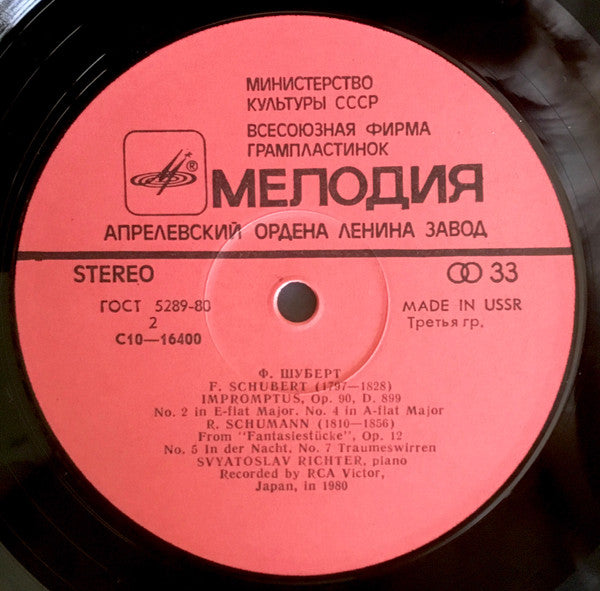 МИНИСТЕРСТВО
КУЛЬТУРЫ СССР
ВСЕСОЮЗНАЯ ФИРМА
ГРАМПЛАСТИНОК
®
МЕЛОДИЯ
АПРЕЛЕВСКИЙ ОРДЕНА ЛЕНИНА ЗАВОД
STEREO 33
ГОСТ 5289-80 MADE IN USSR
2 Третья гр.
С10—16400
Ф. ШУБЕРТ
F. SCHUBERT (1797—1828)
IMPROMPTUS, Op. 90, D. 899
No. 2 in E-flat Major. No. 4 in A-flat Major
R. SCHUMANN (1810—1856)
From "Fantasiestücke", Op. 12
No. 5 In der Nacht, No. 7 Traumeswirren
SVYATOSLAV RICHTER, piano
Recorded by RCA Victor,
Japan, in 1980